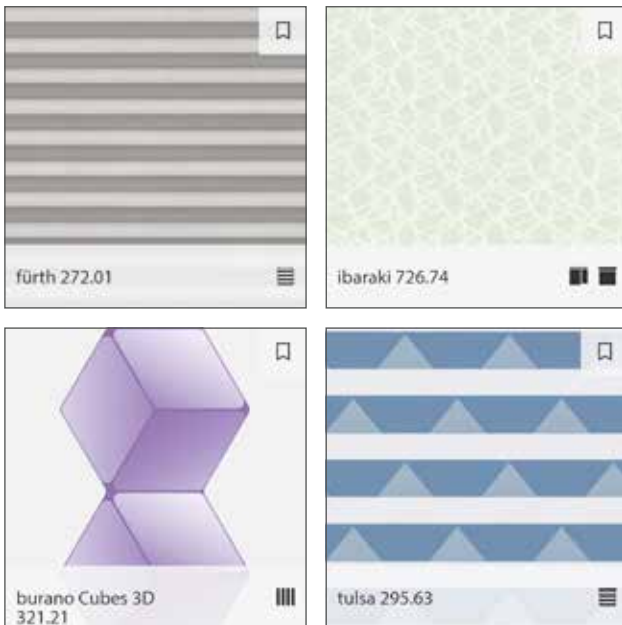 fürth 272.01
ibaraki 726.74
burano Cubes 3D
321.21
tulsa 295.63